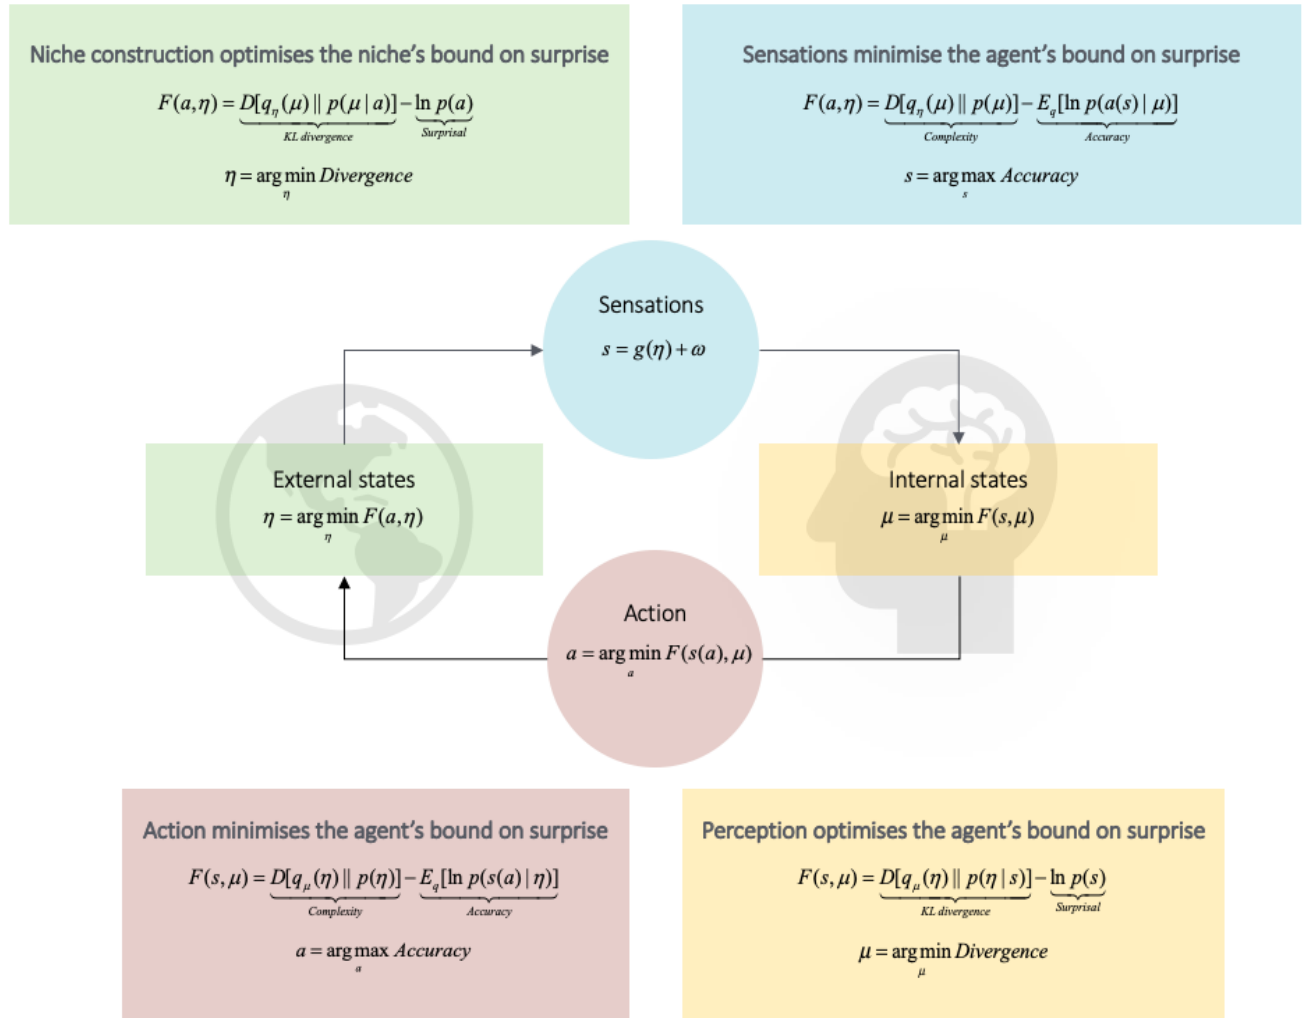 Niche construction optimises the niche's bound on surprise
F(a,η) = D[q_η(μ) || p(μ | a)] − ln p(a)
KL divergence
Surprisal
η = arg min Divergence
η
Sensations minimise the agent's bound on surprise
F(a,η) = D[q_η(μ) || p(μ)] − E_q[ln p(a(s) | μ)]
Complexity
Accuracy
s = arg max Accuracy
s
Sensations
s = g(η) + ω
External states
η = arg min F(a,η)
η
Internal states
μ = arg min F(s,μ)
μ
Action
a = arg min F(s(a),μ)
a
Action minimises the agent's bound on surprise
F(s,μ) = D[q_μ(η) || p(η)] − E_q[ln p(s(a) | η)]
Complexity
Accuracy
a = arg max Accuracy
a
Perception optimises the agent's bound on surprise
F(s,μ) = D[q_μ(η) || p(η | s)] − ln p(s)
KL divergence
Surprisal
μ = arg min Divergence
μ